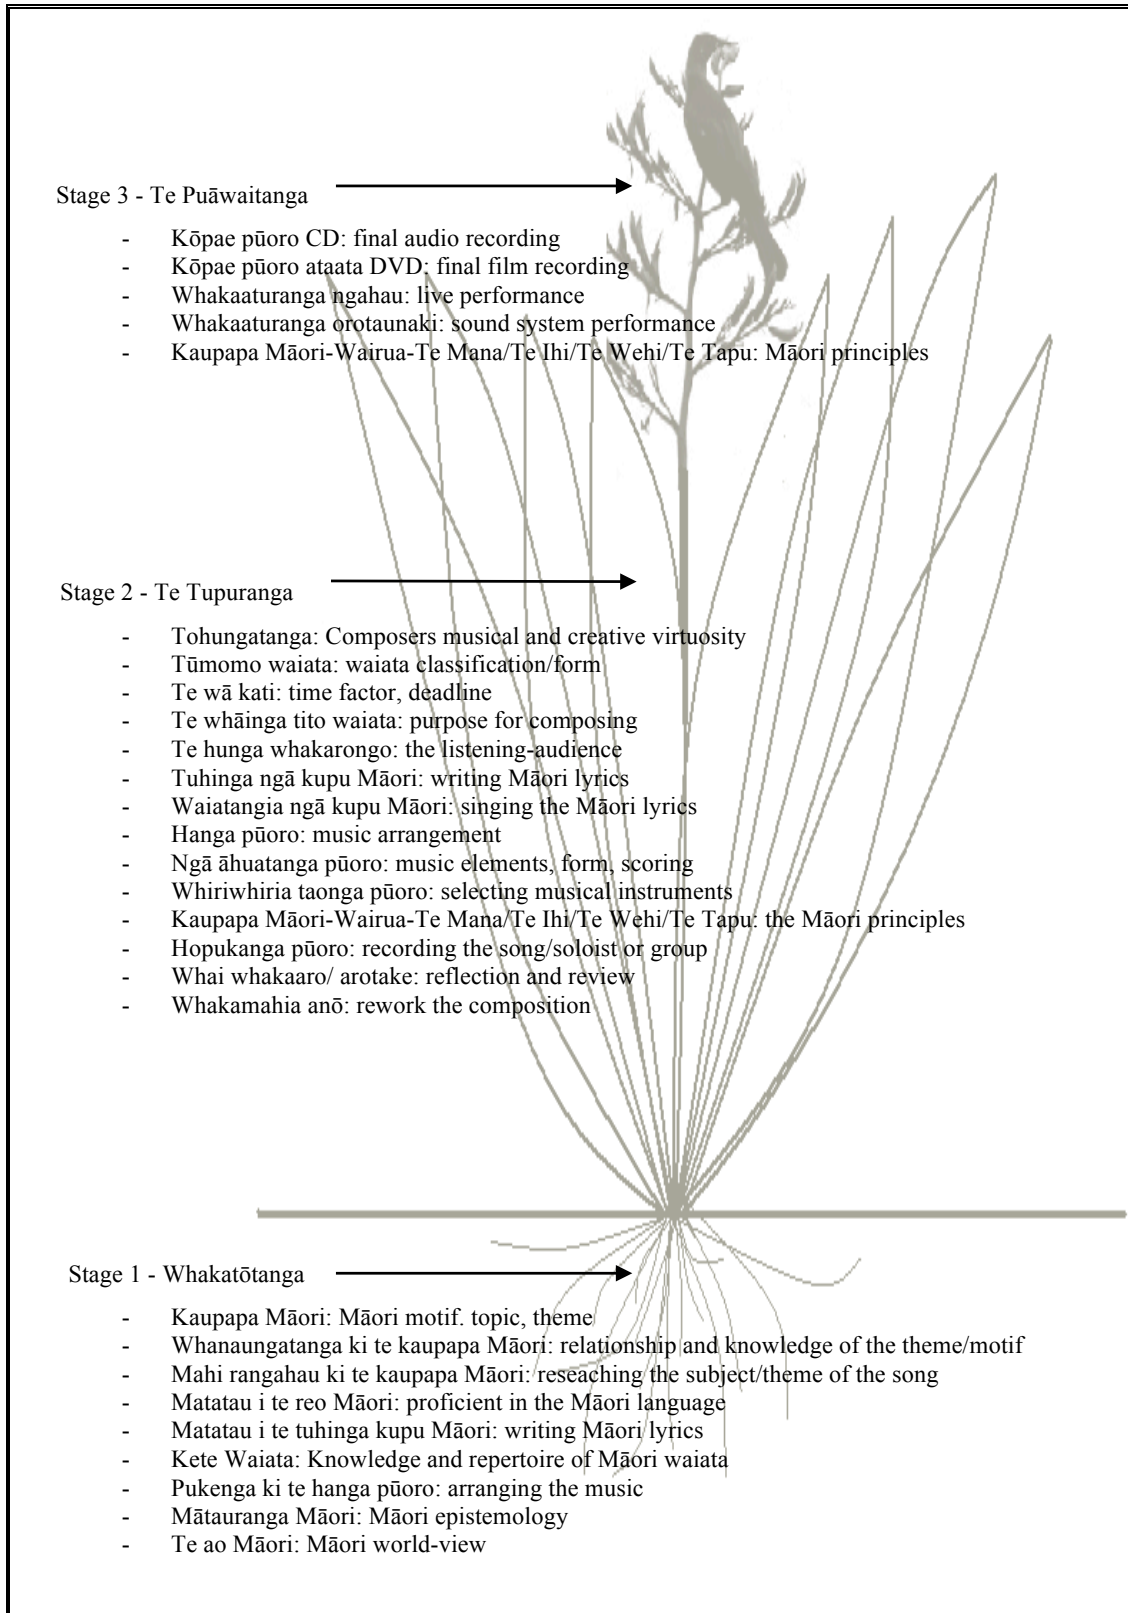 Stage 3 - Te Puāwaitanga
- Kōpae pūoro CD: final audio recording
- Kōpae pūoro ataata DVD: final film recording
- Whakaaturanga ngahau: live performance
- Whakaaturanga orotaunaki: sound system performance
- Kaupapa Māori-Wairua-Te Mana/Te Ihi/Te Wehi/Te Tapu: Māori principles
Stage 2 - Te Tupuranga
- Tohungatanga: Composers musical and creative virtuosity
- Tūmomo waiata: waiata classification/form
- Te wā kati: time factor, deadline
- Te whāinga tito waiata: purpose for composing
- Te hunga whakarongo: the listening-audience
- Tuhinga ngā kupu Māori: writing Māori lyrics
- Waiatangia ngā kupu Māori: singing the Māori lyrics
- Hanga pūoro: music arrangement
- Ngā āhuatanga pūoro: music elements, form, scoring
- Whiriwhiria taonga pūoro: selecting musical instruments
- Kaupapa Māori-Wairua-Te Mana/Te Ihi/Te Wehi/Te Tapu: the Māori principles
- Hopukanga pūoro: recording the song/soloist or group
- Whai whakaaro/ arotake: reflection and review
- Whakamahia anō: rework the composition
Stage 1 - Whakatōtanga
- Kaupapa Māori: Māori motif. topic, theme
- Whanaungatanga ki te kaupapa Māori: relationship and knowledge of the theme/motif
- Mahi rangahau ki te kaupapa Māori: reseaching the subject/theme of the song
- Matatau i te reo Māori: proficient in the Māori language
- Matatau i te tuhinga kupu Māori: writing Māori lyrics
- Kete Waiata: Knowledge and repertoire of Māori waiata
- Pukenga ki te hanga pūoro: arranging the music
- Mātauranga Māori: Māori epistemology
- Te ao Māori: Māori world-view